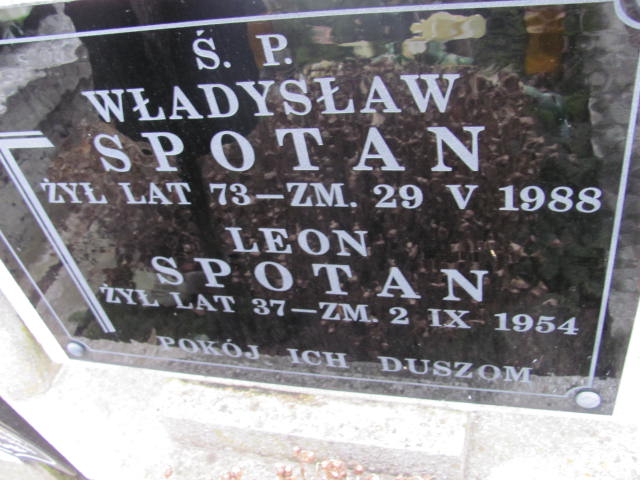 Ś. P.
WŁADYSŁAW
SPOTAN
ŻYŁ LAT 73 – ZM. 29 V 1988
LEON
SPOTAN
ŻYŁ LAT 37 – ZM. 2 IX 1954
POKÓJ ICH DUSZOM